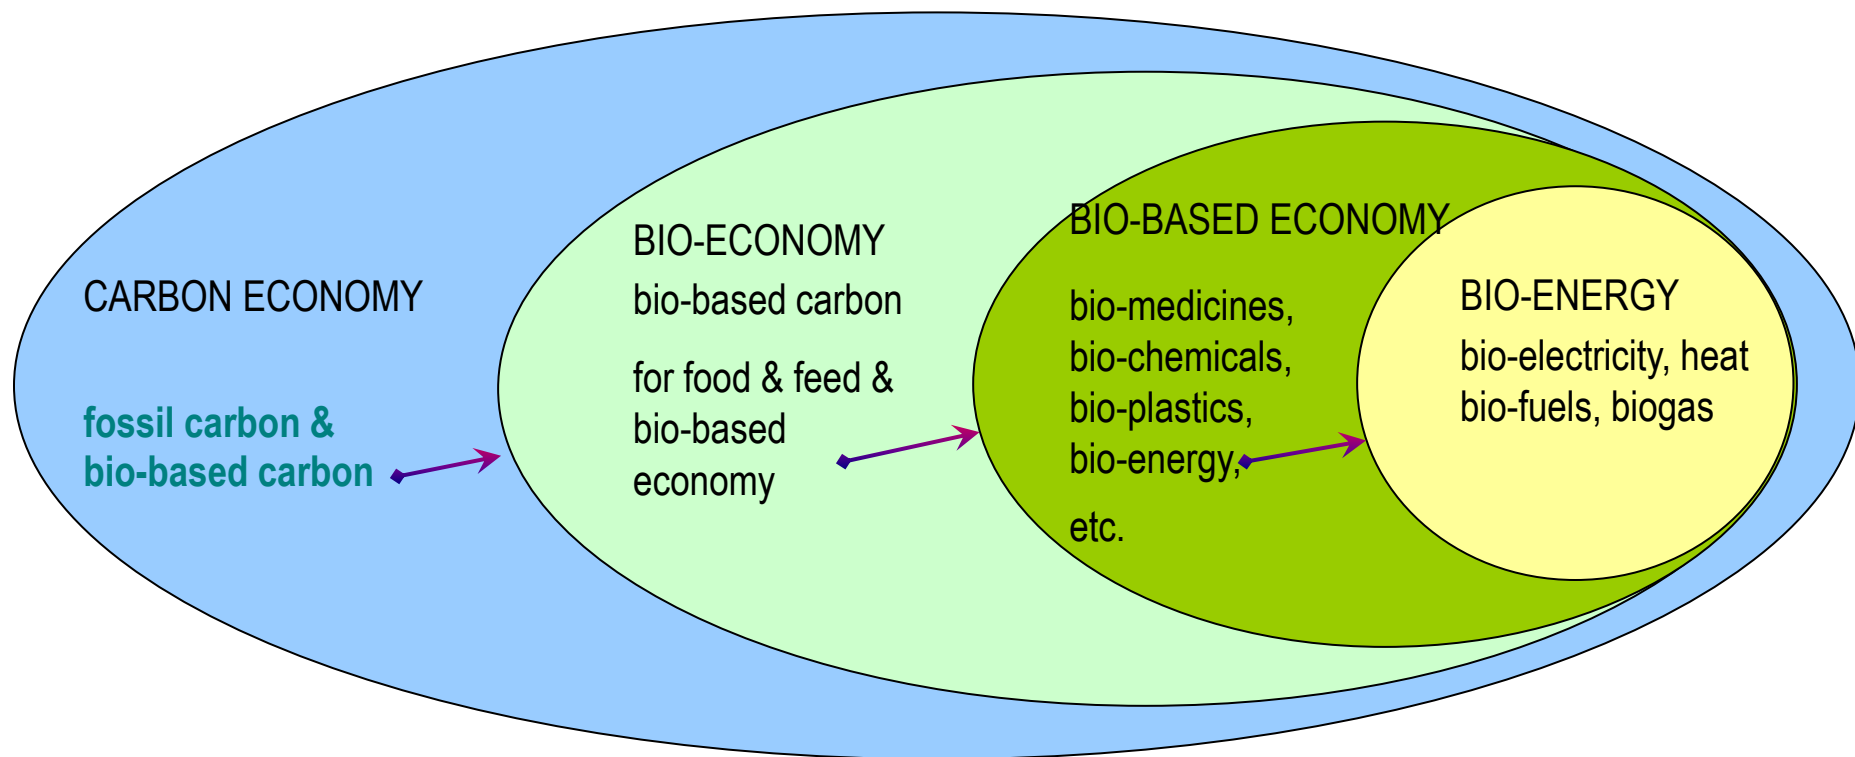 CARBON ECONOMY
fossil carbon &
bio-based carbon
BIO-ECONOMY
bio-based carbon
for food & feed &
bio-based
economy
BIO-BASED ECONOMY
bio-medicines,
bio-chemicals,
bio-plastics,
bio-energy,
etc.
BIO-ENERGY
bio-electricity, heat
bio-fuels, biogas